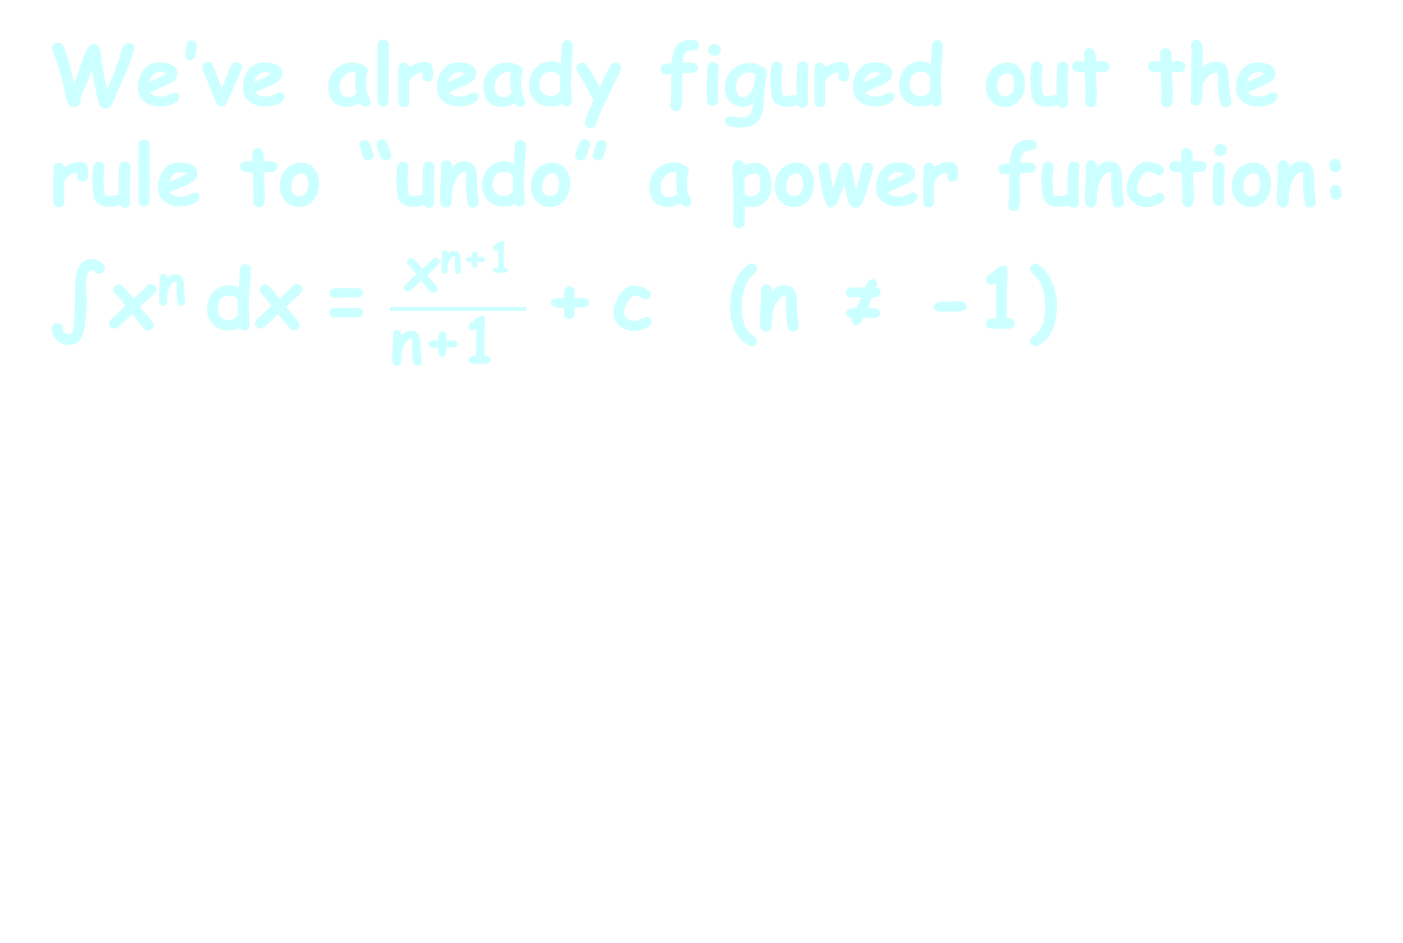 We’ve already figured out the
rule to “undo” a power function:
∫xⁿ dx = xⁿ⁺¹/n+1 + c (n ≠ -1)